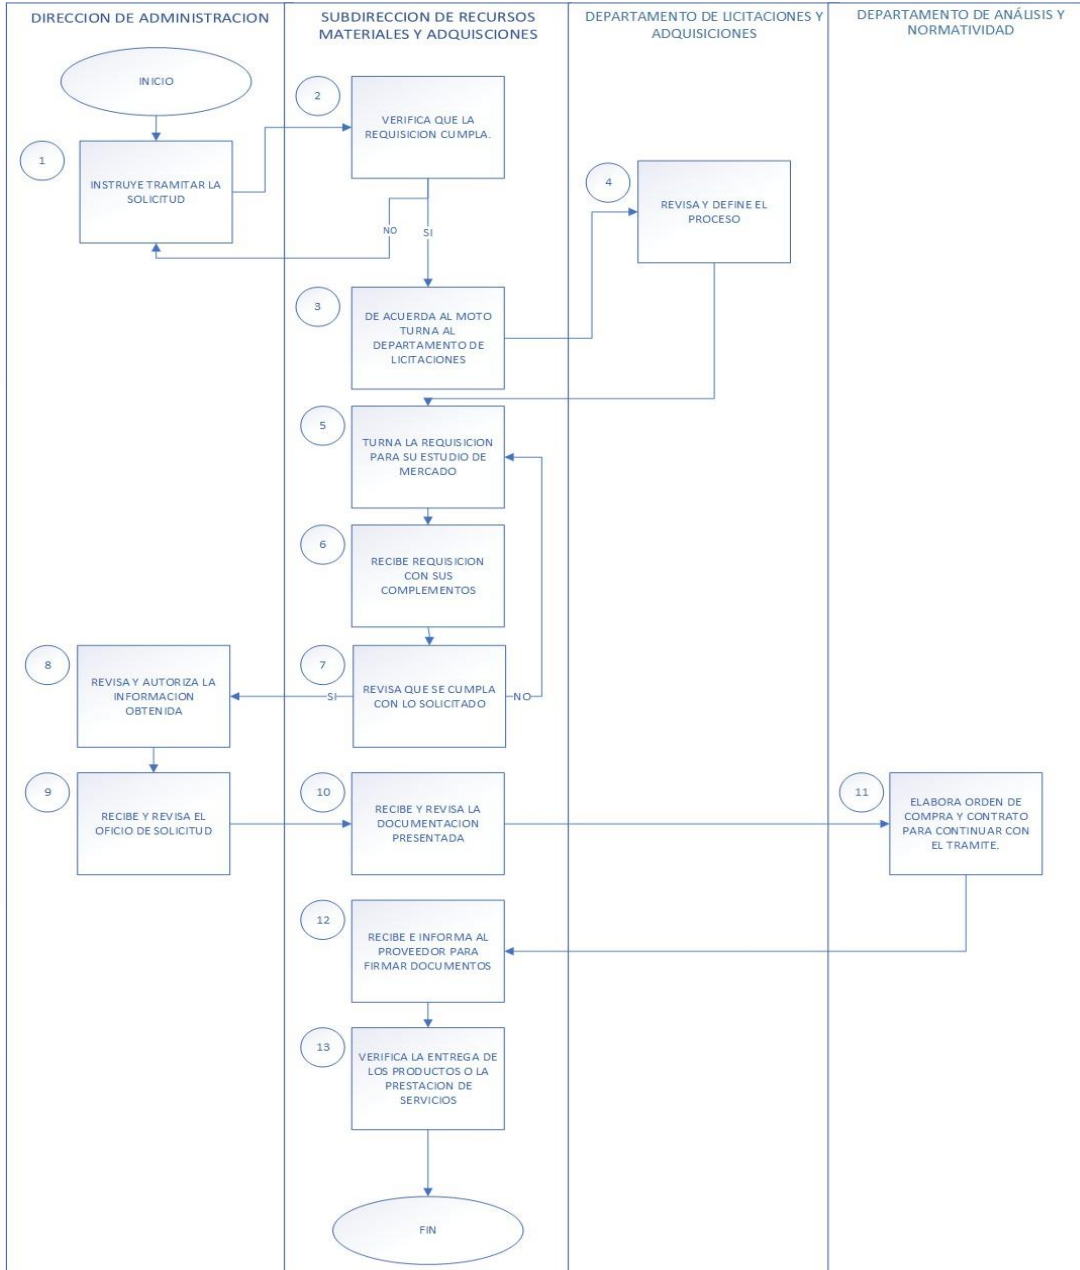 DIRECCION DE ADMINISTRACION
SUBDIRECCION DE RECURSOS
MATERIALES Y ADQUISCIONES
DEPARTAMENTO DE LICITACIONES Y
ADQUISICIONES
DEPARTAMENTO DE ANÁLISIS Y
NORMATIVIDAD
INICIO
1
INSTRUYE TRAMITAR LA
SOLICITUD
2
VERIFICA QUE LA
REQUISICION CUMPLA.
NO
SI
3
DE ACUERDA AL MOTO
TURNA AL
DEPARTAMENTO DE
LICITACIONES
4
REVISA Y DEFINE EL
PROCESO
5
TURNA LA REQUISICION
PARA SU ESTUDIO DE
MERCADO
6
RECIBE REQUISICION
CON SUS
COMPLEMENTOS
7
REVISA QUE SE CUMPLA
CON LO SOLICITADO
SI
NO
8
REVISA Y AUTORIZA LA
INFORMACION
OBTENIDA
9
RECIBE Y REVISA EL
OFICIO DE SOLICITUD
10
RECIBE Y REVISA LA
DOCUMENTACION
PRESENTADA
11
ELABORA ORDEN DE
COMPRA Y CONTRATO
PARA CONTINUAR CON
EL TRAMITE.
12
RECIBE E INFORMA AL
PROVEEDOR PARA
FIRMAR DOCUMENTOS
13
VERIFICA LA ENTREGA DE
LOS PRODUCTOS O LA
PRESTACION DE
SERVICIOS
FIN